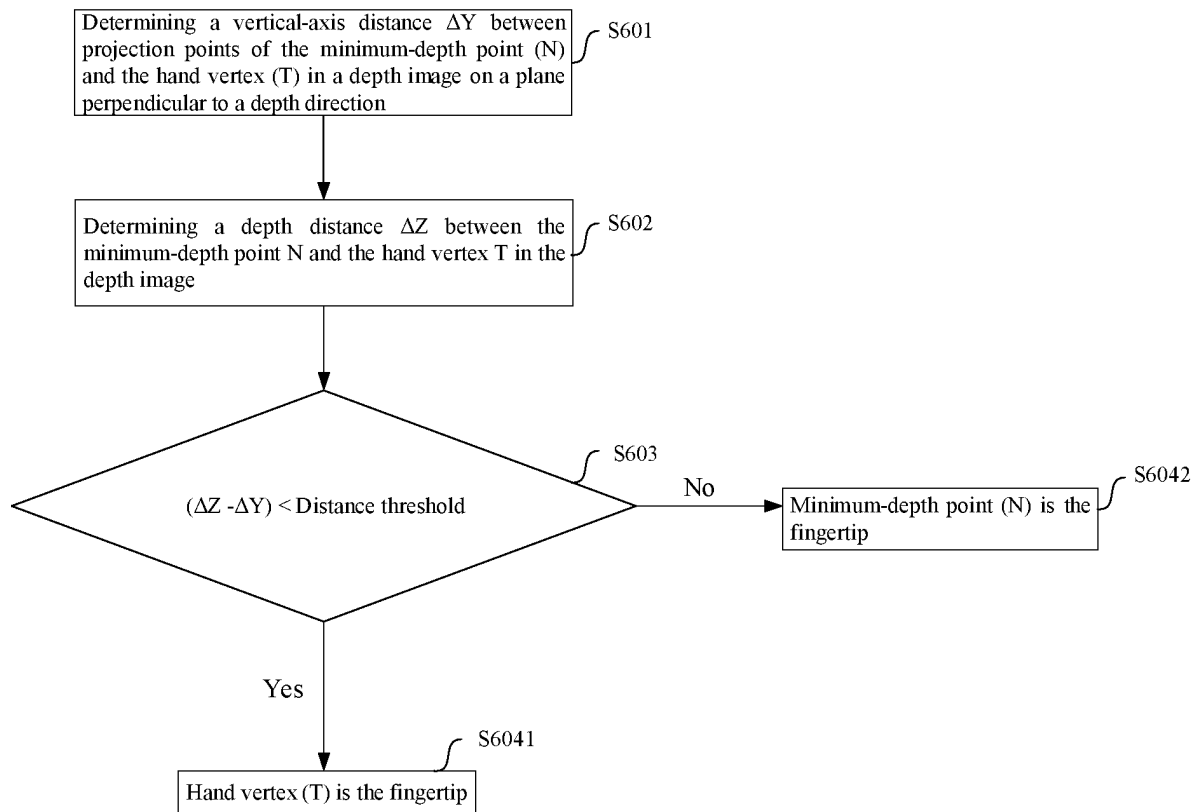 Determining a vertical-axis distance ΔY between
projection points of the minimum-depth point (N)
and the hand vertex (T) in a depth image on a plane
perpendicular to a depth direction
S601
Determining a depth distance ΔZ between the
minimum-depth point N and the hand vertex T in the
depth image
S602
(ΔZ -ΔY) < Distance threshold
S603
No
Minimum-depth point (N) is the
fingertip
S6042
Yes
Hand vertex (T) is the fingertip
S6041